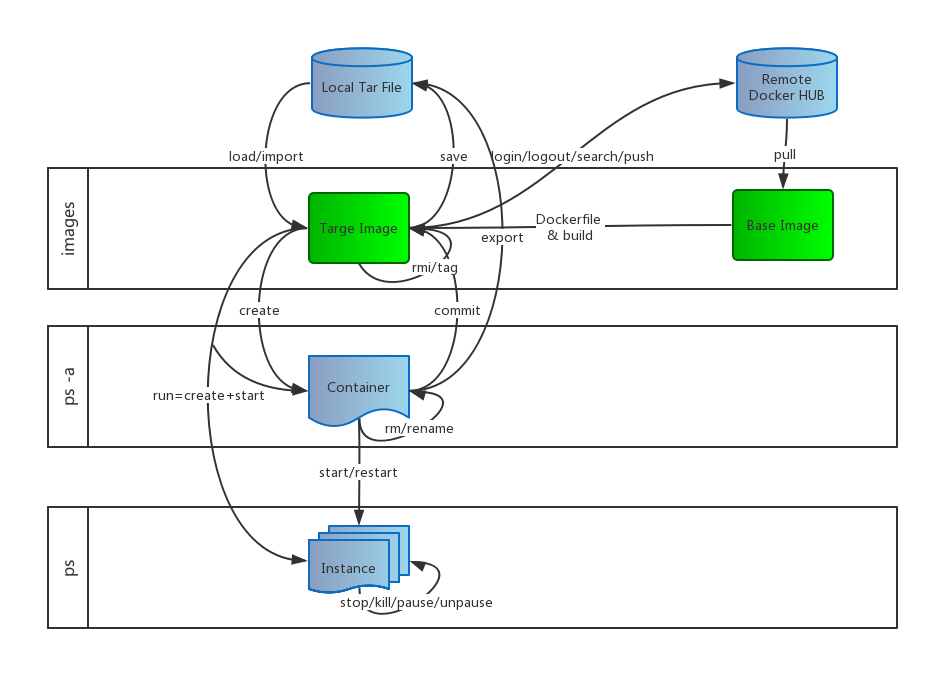 Local Tar File
Remote
Docker HUB
load/import
save
login/logout/search/push
pull
images
Targe Image
export
Dockerfile
& build
Base Image
rmi/tag
create
commit
ps -a
Container
run=create+start
rm/rename
start/restart
ps
Instance
stop/kill/pause/unpause